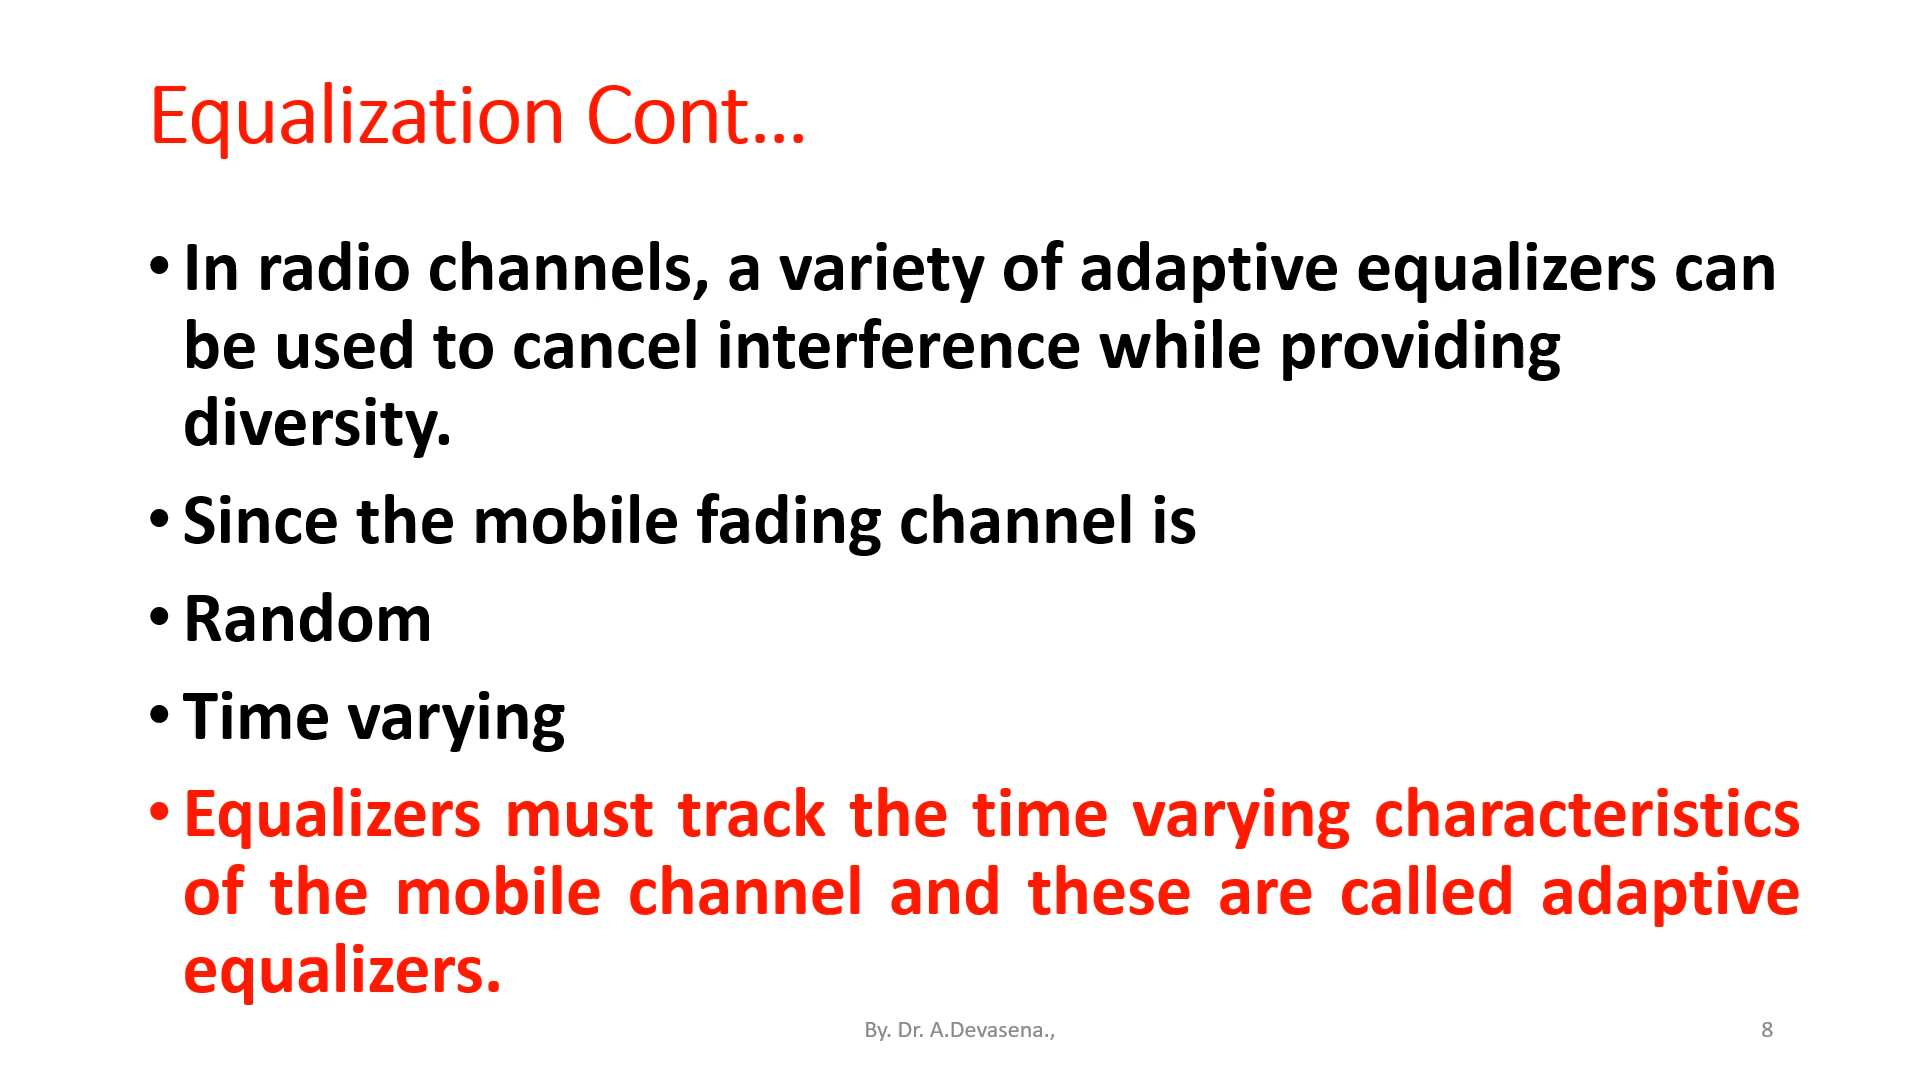 Equalization Cont…
• In radio channels, a variety of adaptive equalizers can
be used to cancel interference while providing
diversity.
• Since the mobile fading channel is
• Random
• Time varying
• Equalizers must track the time varying characteristics
of the mobile channel and these are called adaptive
equalizers.
By. Dr. A.Devasena.,
8